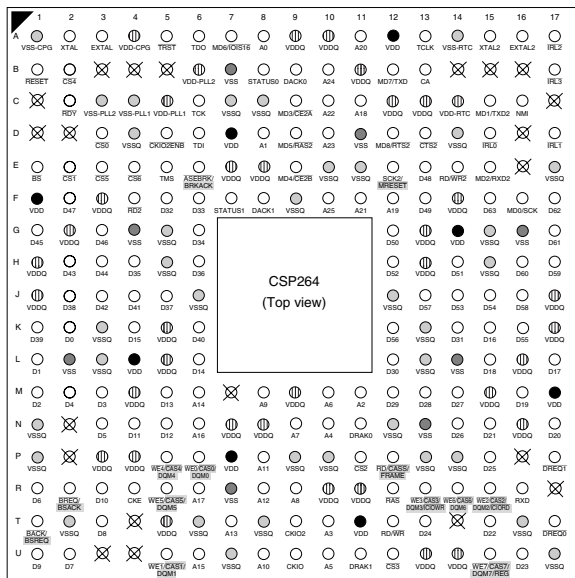 1 2 3 4 5 6 7 8 9 10 11 12 13 14 15 16 17
A
VSS-CPG XTAL EXTAL VDD-CPG TRST TDO MD6/IOIS16 A0 VDDQ VDDQ A20 VDD TCLK VSS-RTC XTAL2 EXTAL2 IRL2
B
RESET CS4 VDD-PLL2 VSS STATUS0 DACK0 A24 VDDQ MD7/TXD CA IRL3
C
RDY VSS-PLL2 VSS-PLL1 VDD-PLL1 TCK VSSQ VSSQ MD3/CE2A A22 A18 VDDQ VDDQ VDD-RTC MD1/TXD2 NMI
D
CS0 VSSQ CKIO2ENB TDI VDD A1 MD5/RAS2 A23 VSS MD8/RTS2 CTS2 VSSQ IRL0 IRL1
E
BS CS1 CS5 CS6 TMS ASEBRK/ VDDQ VDDQ MD4/CE2B VSSQ VSSQ SCK2/ D48 RD/WR2 MD2/RXD2 VSSQ
BRKACK MRESET
F
VDD D47 VDDQ RD2 D32 D33 STATUS1 DACK1 VSSQ A25 A21 A19 D49 VDDQ D63 MD0/SCK D62
G
D45 VDDQ D46 VSS VSSQ D34 D50 VDDQ VDD VSSQ VSS D61
H
VDDQ D43 D44 D35 VSSQ D36 D52 VDDQ D51 VSSQ D60 D59
CSP264
(Top view)
J
VDDQ D38 D42 D41 D37 VSSQ VSSQ D57 D53 D54 D58 VDDQ
K
D39 D0 VSSQ D15 VDDQ D40 D56 VSSQ D31 D16 D55 VDDQ
L
D1 VSS VSSQ VDD VDDQ D14 D30 VSSQ VSS D18 VDDQ D17
M
D2 D4 D3 VDDQ D13 A14 A9 VDDQ A6 A2 D29 D28 D27 VDDQ D19 VDD
N
VSSQ D5 D11 D12 A16 VDDQ VDDQ A7 A4 DRAK0 VSSQ VSS D26 D21 VDDQ D20
P
VSSQ VDDQ VDDQ WE4/CAS4/ WE0/CAS0/ VDD A11 VSSQ VSSQ CS2 RD/CASS/ VSSQ VSSQ D25 DREQ1
DQM4 DQM0 FRAME
R
D6 BREQ/ D10 CKE WE5/CAS5/ A17 VSS A12 A8 VDDQ VDDQ RAS WE3/CAS3/ WE6/CAS6/ WE2/CAS2/ RXD
BSACK DQM5 DQM3/ICIOWR DQM6 DQM2/ICIORD
T
BACK/ VSSQ D8 VSSQ A17 A13 VSSQ CKIO2 A3 VDD RD/WR D24 VSSQ D22 DREQ0
BSREQ
U
D9 D7 WE1/CAS1/ A15 VSSQ A10 CKIO A5 DRAK1 CS3 VDDQ VDDQ WE7/CAS7/ D23 VSSQ
DQM1 DQM7/REG